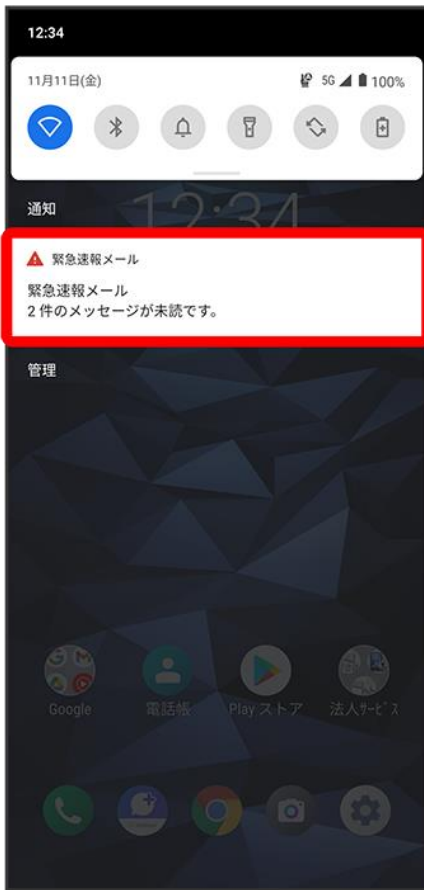 12:34
11月11日(金)
5G 100%
通知
12:34
緊急速報メール
緊急速報メール
2 件のメッセージが未読です。
管理
Google 電話帳 Play ストア 法人ｻｰﾋﾞｽ